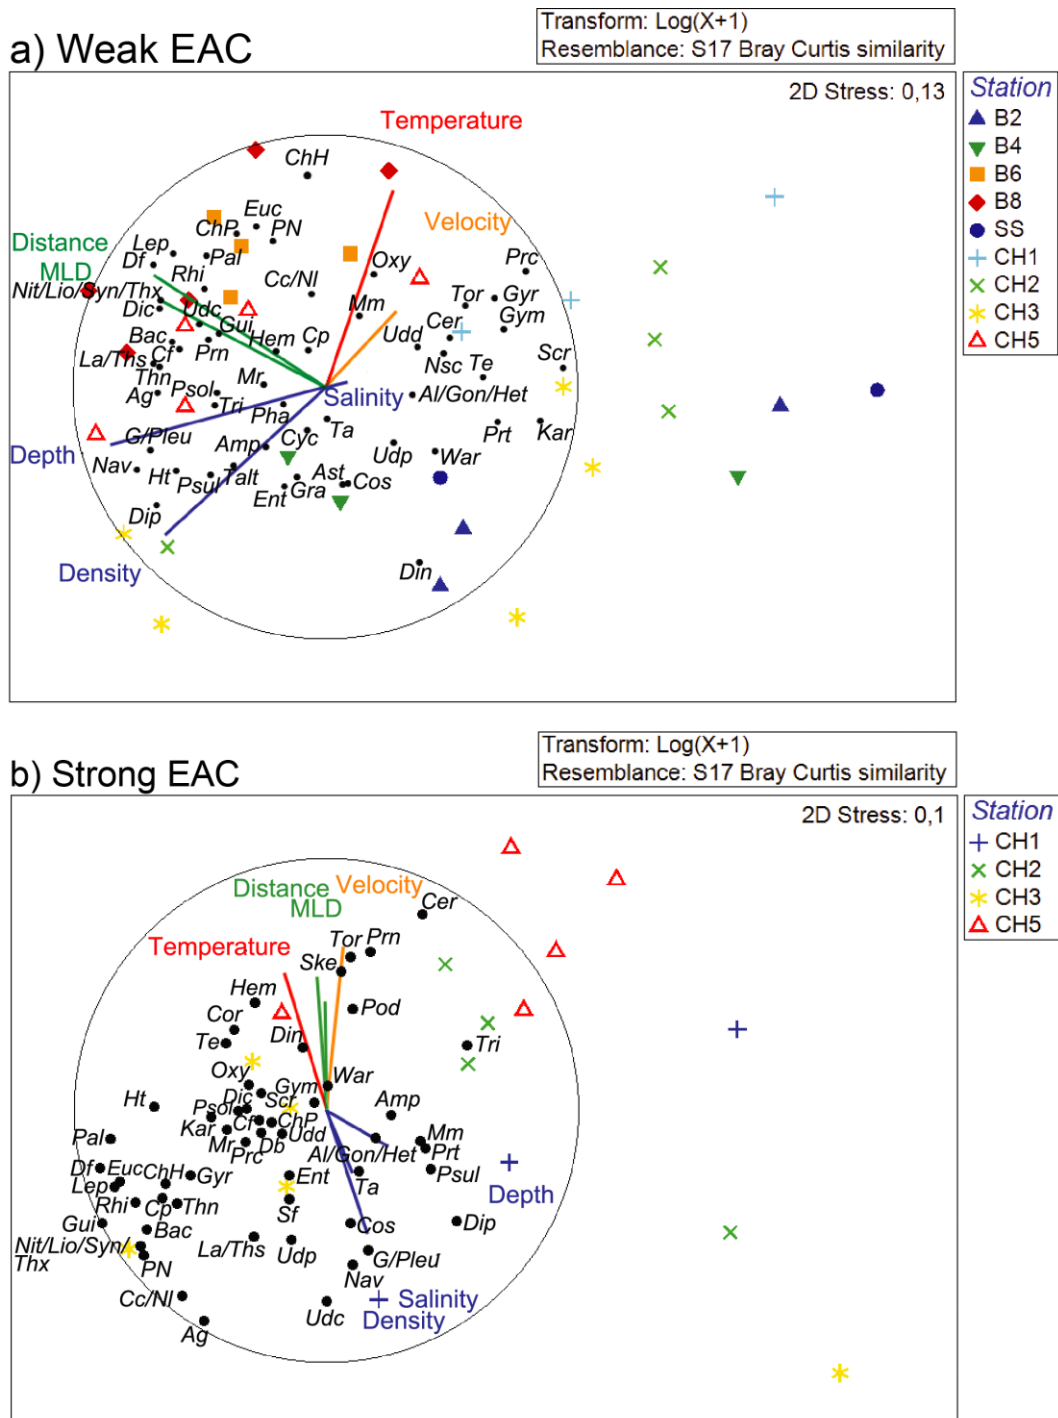 a) Weak EAC
Transform: Log(X+1)
Resemblance: S17 Bray Curtis similarity
2D Stress: 0,13
Station
B2
B4
B6
B8
SS
CH1
CH2
CH3
CH5
Temperature
ChH
Velocity
Euc
ChP
PN
Distance
MLD
Lep
Df
Pal
Rhi
Cc/Nl
Oxy
Prc
Nit/Lio/Syn/Thx
Dic
Udc
Mm
Tor
Gyr
Gym
Gui
Hem
Cp
Cer
Udd
Bac
Cf
Prn
Nsc
Te
Scr
La/Ths
Thn
Mr
Ag
Psol
Tri
Salinity
Al/Gon/Het
Pha
Ta
Kar
Prt
G/Pleu
Amp
Cyc
Udp
War
Depth
Nav
Ht
Psul
Talt
Ent
Gra
Ast
Cos
Dip
Density
Din
b) Strong EAC
Transform: Log(X+1)
Resemblance: S17 Bray Curtis similarity
2D Stress: 0,1
Station
CH1
CH2
CH3
CH5
Distance
MLD
Velocity
Cer
Temperature
Tor
Prn
Ske
Hem
Pod
Cor
Te
Din
Tri
Oxy
War
Gym
Ht
Psol
Dic
Scr
Amp
Kar
Cf
ChP
Mr
Prc
Db
Udd
Al/Gon/Het
Mm
Prt
Psul
Pal
Df
Euc
ChH
Gyr
Ent
Ta
Depth
Lep
Rhi
Cp
Thn
Sf
Gui
Bac
Cos
Dip
Nit/Lio/Syn/
Thx
PN
La/Ths
Udp
G/Pleu
Nav
Cc/Nl
Ag
Udc
Salinity
Density